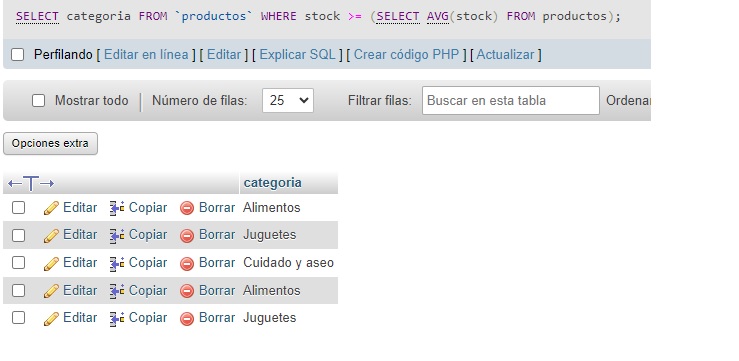 SELECT categoria FROM `productos` WHERE stock >= (SELECT AVG(stock) FROM productos);
Perfilando [ Editar en línea ] [ Editar ] [ Explicar SQL ] [ Crear código PHP ] [ Actualizar ]
Mostrar todo | Número de filas: 25 Filtrar filas: Buscar en esta tabla Ordenar
Opciones extra
←T→ categoria
Editar Copiar Borrar Alimentos
Editar Copiar Borrar Juguetes
Editar Copiar Borrar Cuidado y aseo
Editar Copiar Borrar Alimentos
Editar Copiar Borrar Juguetes